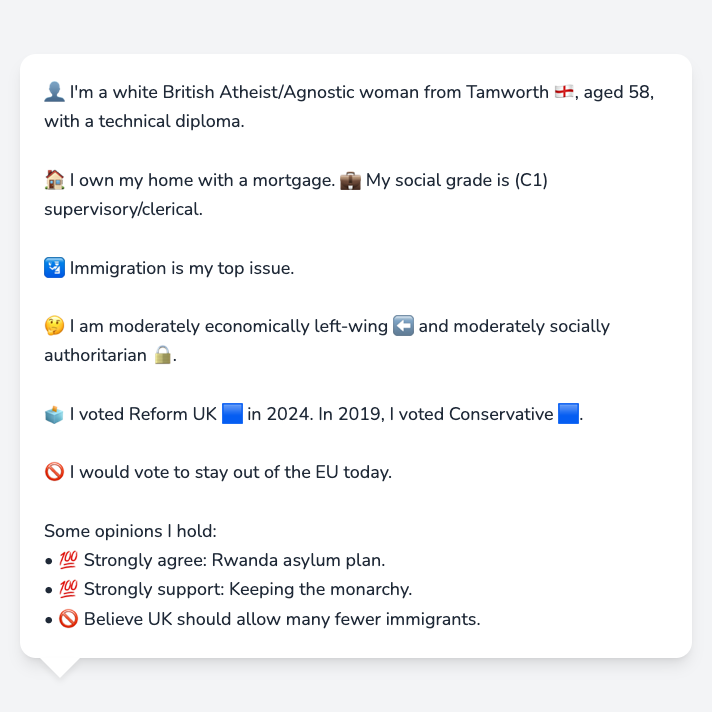 👤 I'm a white British Atheist/Agnostic woman from Tamworth 🏴󠁧󠁢󠁥󠁮󠁧󠁿, aged 58,
with a technical diploma.
🏠 I own my home with a mortgage. 💼 My social grade is (C1)
supervisory/clerical.
🛂 Immigration is my top issue.
🤔 I am moderately economically left-wing ⬅️ and moderately socially
authoritarian 🔒.
🗳️ I voted Reform UK 🟦 in 2024. In 2019, I voted Conservative 🟦.
🚫 I would vote to stay out of the EU today.
Some opinions I hold:
• 💯 Strongly agree: Rwanda asylum plan.
• 💯 Strongly support: Keeping the monarchy.
• 🚫 Believe UK should allow many fewer immigrants.